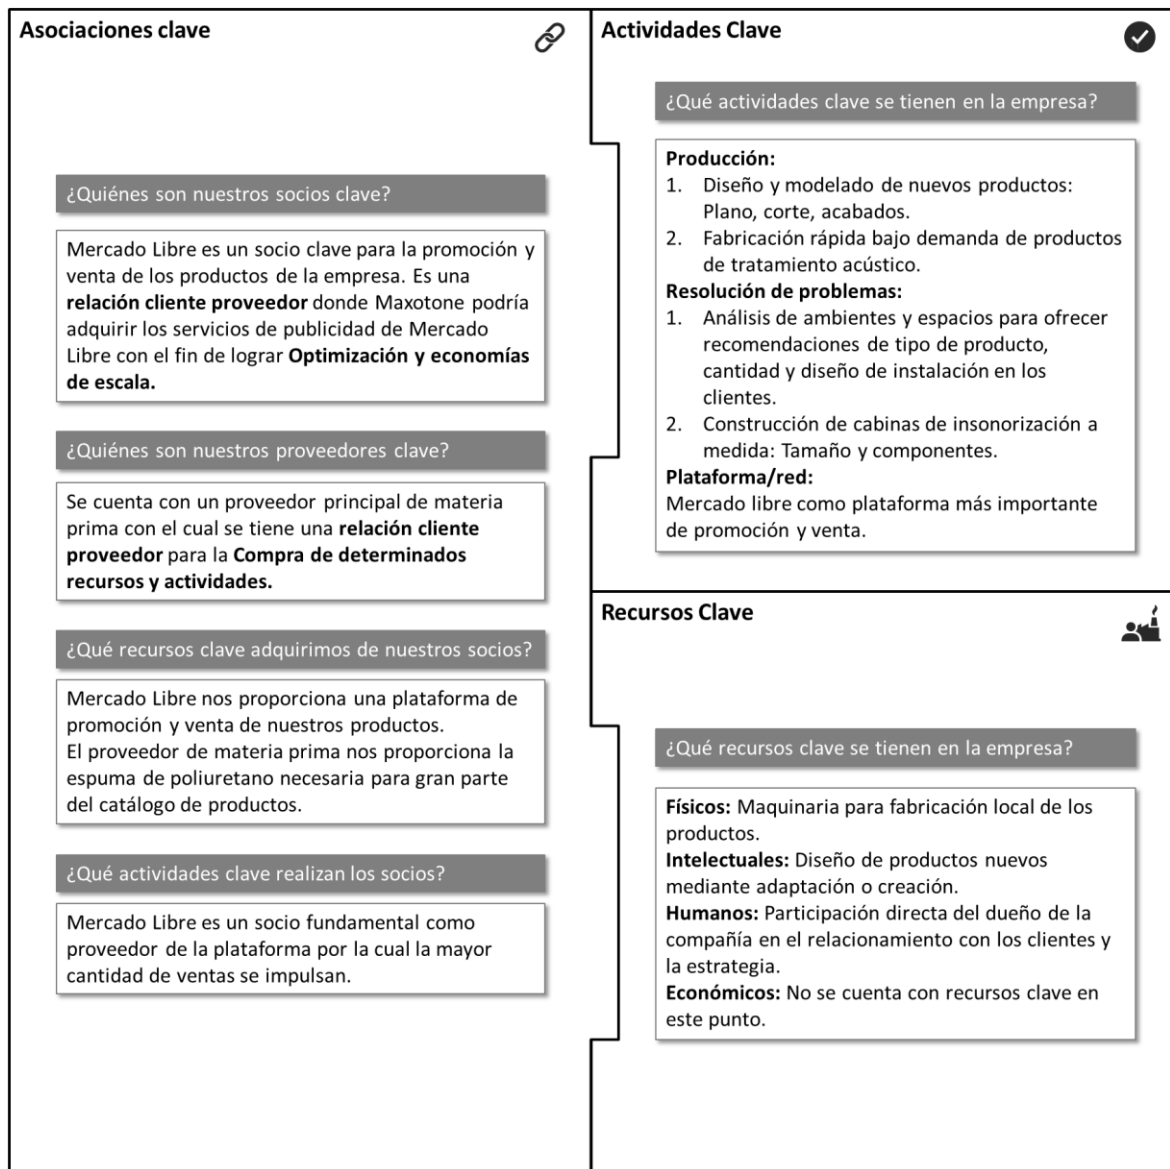 Asociaciones clave
¿Quiénes son nuestros socios clave?
Mercado Libre es un socio clave para la promoción y
venta de los productos de la empresa. Es una
relación cliente proveedor donde Maxotone podría
adquirir los servicios de publicidad de Mercado
Libre con el fin de lograr Optimización y economías
de escala.
¿Quiénes son nuestros proveedores clave?
Se cuenta con un proveedor principal de materia
prima con el cual se tiene una relación cliente
proveedor para la Compra de determinados
recursos y actividades.
¿Qué recursos clave adquirimos de nuestros socios?
Mercado Libre nos proporciona una plataforma de
promoción y venta de nuestros productos.
El proveedor de materia prima nos proporciona la
espuma de poliuretano necesaria para gran parte
del catálogo de productos.
¿Qué actividades clave realizan los socios?
Mercado Libre es un socio fundamental como
proveedor de la plataforma por la cual la mayor
cantidad de ventas se impulsan.
Actividades Clave
¿Qué actividades clave se tienen en la empresa?
Producción:
1. Diseño y modelado de nuevos productos:
Plano, corte, acabados.
2. Fabricación rápida bajo demanda de productos
de tratamiento acústico.
Resolución de problemas:
1. Análisis de ambientes y espacios para ofrecer
recomendaciones de tipo de producto,
cantidad y diseño de instalación en los
clientes.
2. Construcción de cabinas de insonorización a
medida: Tamaño y componentes.
Plataforma/red:
Mercado libre como plataforma más importante
de promoción y venta.
Recursos Clave
¿Qué recursos clave se tienen en la empresa?
Físicos: Maquinaria para fabricación local de los
productos.
Intelectuales: Diseño de productos nuevos
mediante adaptación o creación.
Humanos: Participación directa del dueño de la
compañía en el relacionamiento con los clientes y
la estrategia.
Económicos: No se cuenta con recursos clave en
este punto.